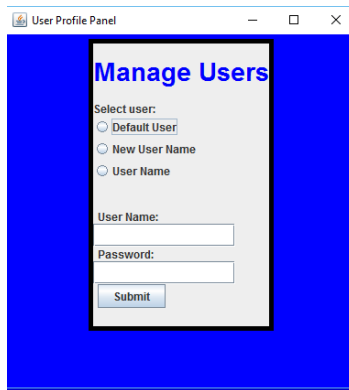 User Profile Panel
Manage Users
Select user:
Default User
New User Name
User Name
User Name:
Password:
Submit